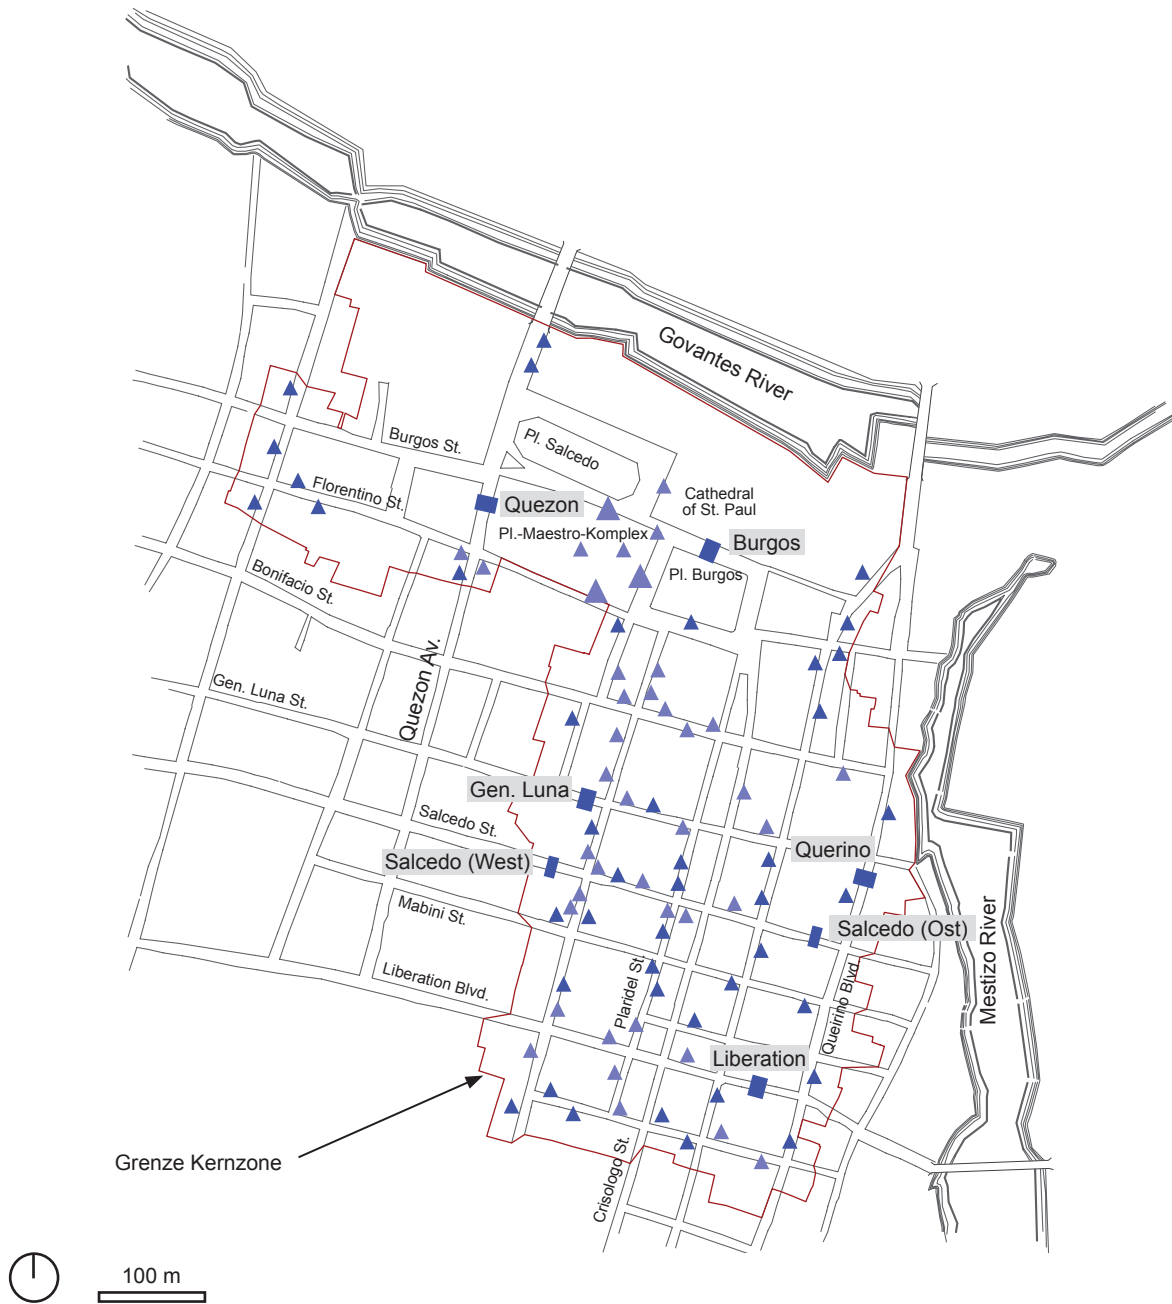 Govantes River
Burgos St.
Pl. Salcedo
Florentino St.
Quezon
Cathedral
of St. Paul
Pl.-Maestro-Komplex
Burgos
Pl. Burgos
Bonifacio St.
Quezon Av.
Gen. Luna St.
Gen. Luna
Salcedo St.
Querino
Salcedo (West)
Mabini St.
Salcedo (Ost)
Mestizo River
Liberation Blvd.
Plaridel St.
Queirino Blvd.
Liberation
Grenze Kernzone
Crisologo St.
100 m